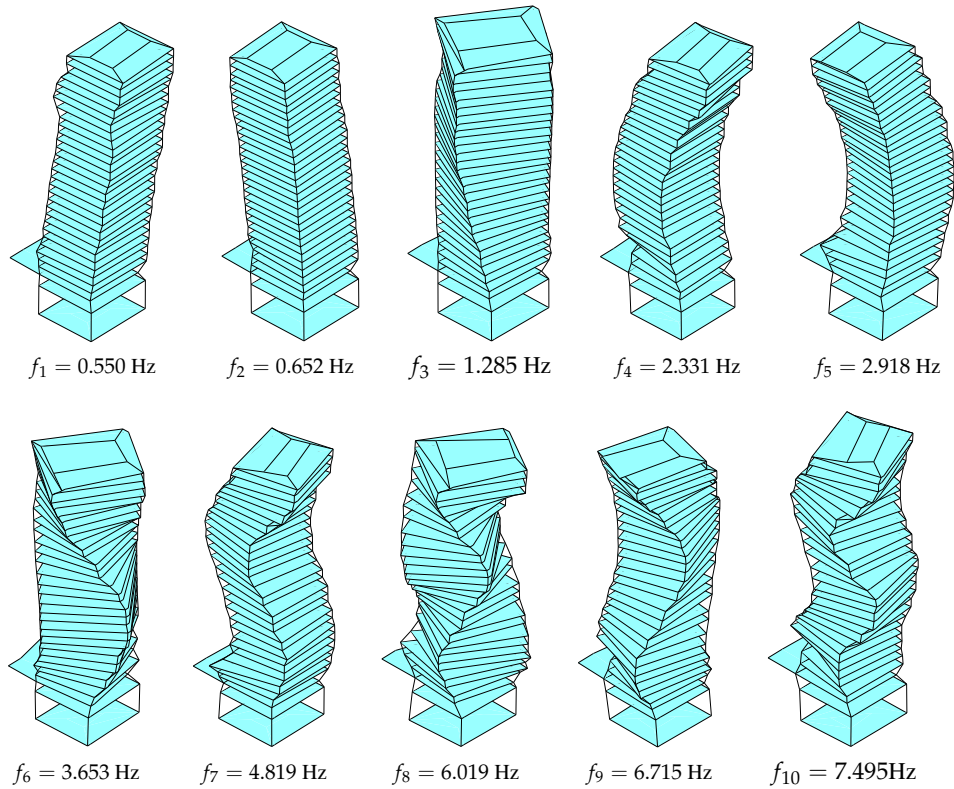 f₁ = 0.550 Hz
f₂ = 0.652 Hz
f₃ = 1.285 Hz
f₄ = 2.331 Hz
f₅ = 2.918 Hz
f₆ = 3.653 Hz
f₇ = 4.819 Hz
f₈ = 6.019 Hz
f₉ = 6.715 Hz
f₁₀ = 7.495Hz